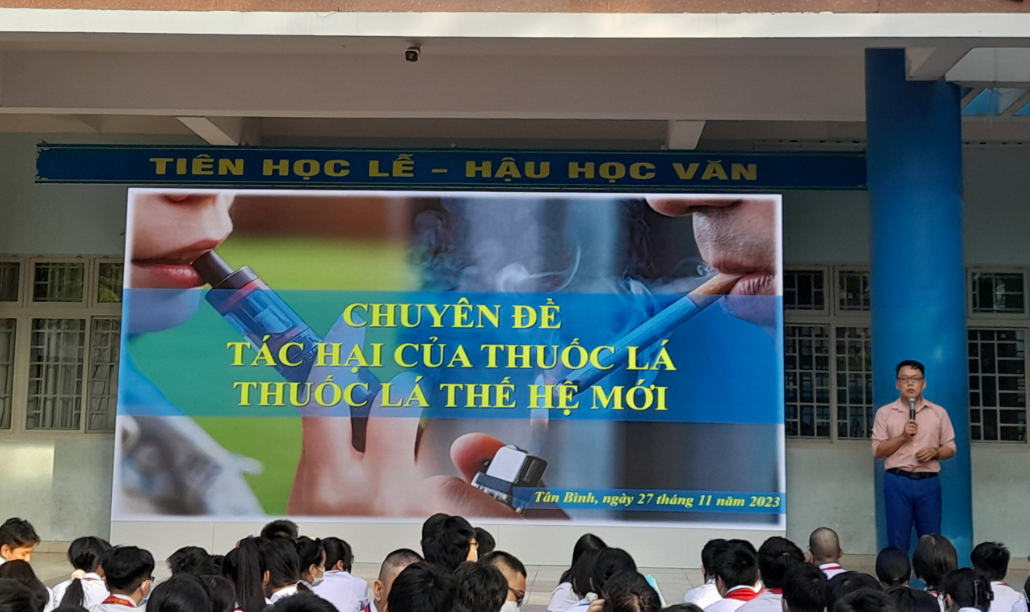 TIÊN HỌC LỄ - HẬU HỌC VĂN
CHUYÊN ĐỀ
TÁC HẠI CỦA THUỐC LÁ
THUỐC LÁ THẾ HỆ MỚI
Tân Bình, ngày 27 tháng 11 năm 2023